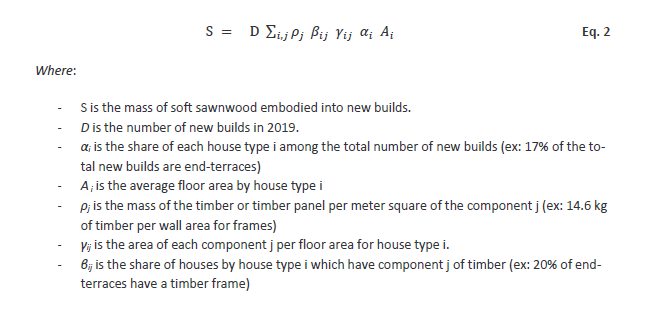 S = D Σi,j ρj βij γij αi Ai Eq. 2
Where:
- S is the mass of soft sawnwood embodied into new builds.
- D is the number of new builds in 2019.
- αi is the share of each house type i among the total number of new builds (ex: 17% of the to-
tal new builds are end-terraces)
- Ai is the average floor area by house type i
- ρj is the mass of the timber or timber panel per meter square of the component j (ex: 14.6 kg
of timber per wall area for frames)
- γij is the area of each component j per floor area for house type i.
- βij is the share of houses by house type i which have component j of timber (ex: 20% of end-
terraces have a timber frame)